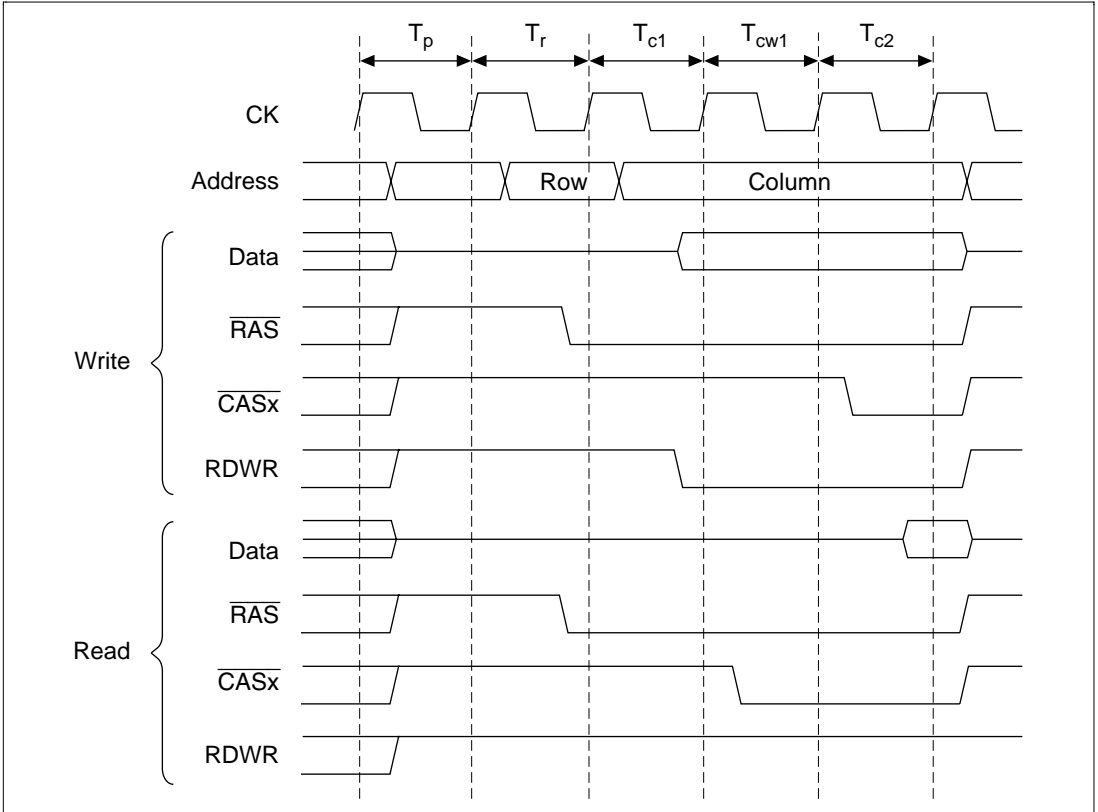 Tp Tr Tc1 Tcw1 Tc2
CK
Address Row Column
Data
RAS
Write
CASx
RDWR
Data
RAS
Read
CASx
RDWR